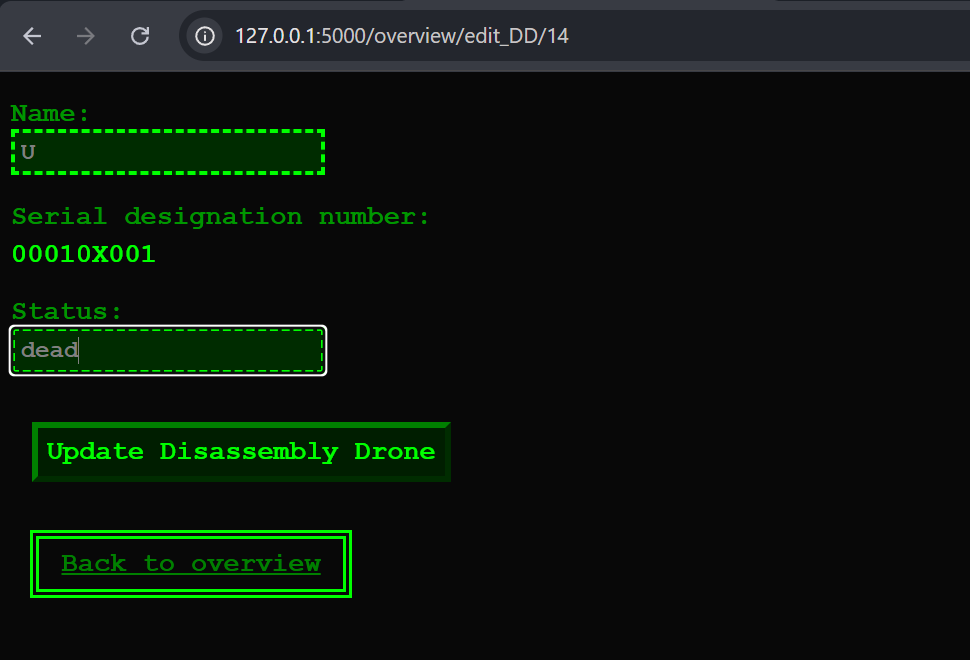 127.0.0.1:5000/overview/edit_DD/14
Name:
U
Serial designation number:
00010X001
Status:
dead
Update Disassembly Drone
Back to overview